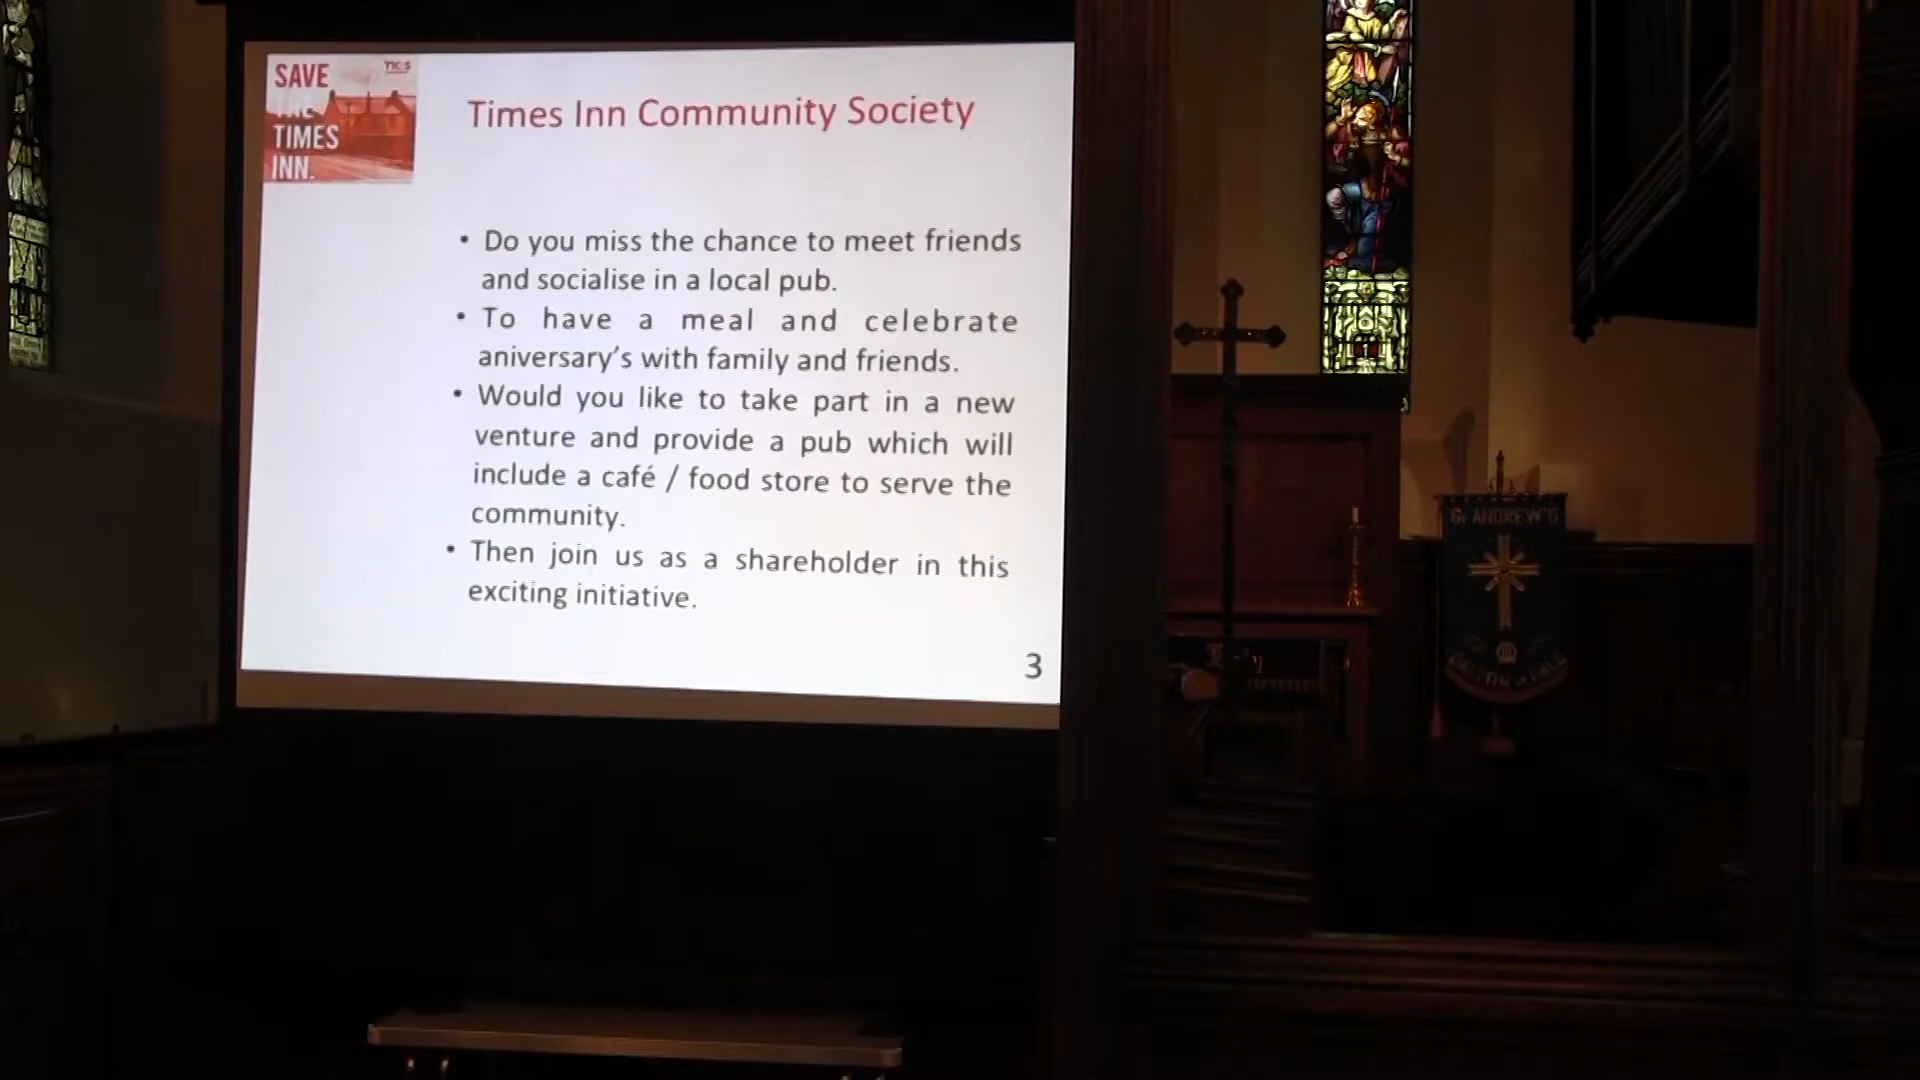 SAVE
THE
TIMES
INN.
Times Inn Community Society
• Do you miss the chance to meet friends
and socialise in a local pub.
• To have a meal and celebrate
aniversary's with family and friends.
• Would you like to take part in a new
venture and provide a pub which will
include a café / food store to serve the
community.
• Then join us as a shareholder in this
exciting initiative.
3
ST ANDREW'S